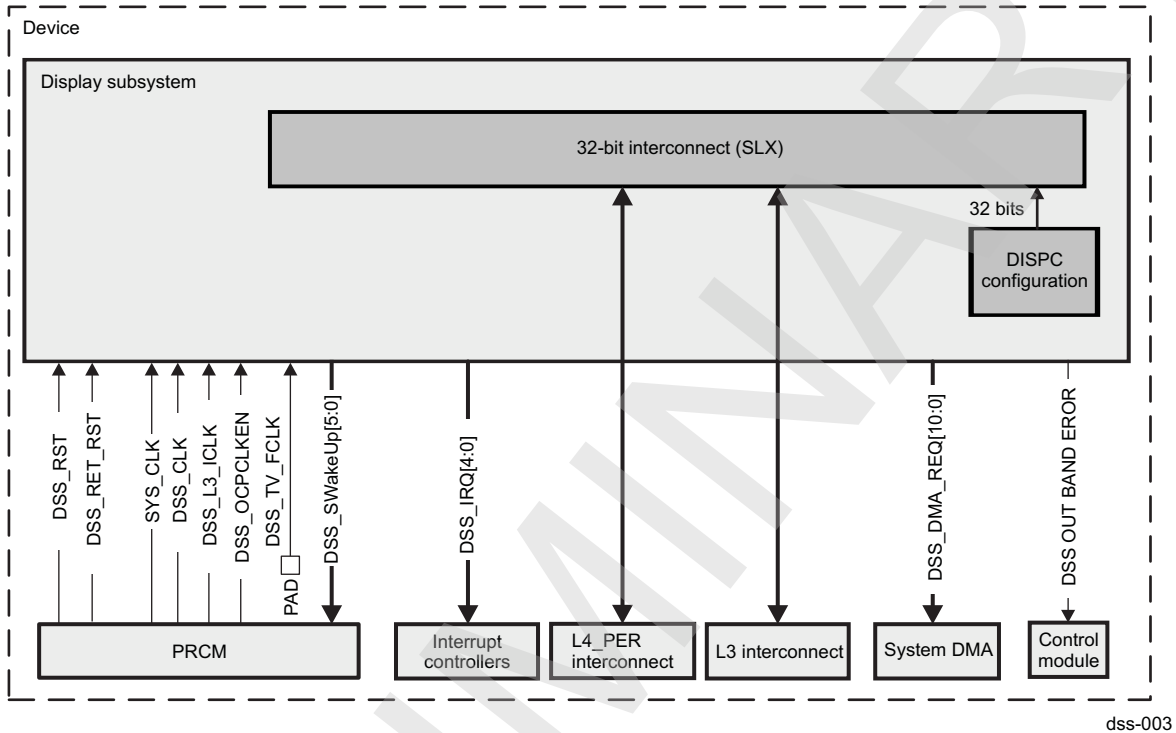 Device
Display subsystem
32-bit interconnect (SLX)
32 bits
DISPC
configuration
DSS_RST
DSS_RET_RST
SYS_CLK
DSS_CLK
DSS_L3_ICLK
DSS_OCPCLKEN
DSS_TV_FCLK
PAD
DSS_SWakeUp[5:0]
DSS_IRQ[4:0]
DSS_DMA_REQ[10:0]
DSS OUT BAND EROR
PRCM
Interrupt
controllers
L4_PER
interconnect
L3 interconnect
System DMA
Control
module
dss-003